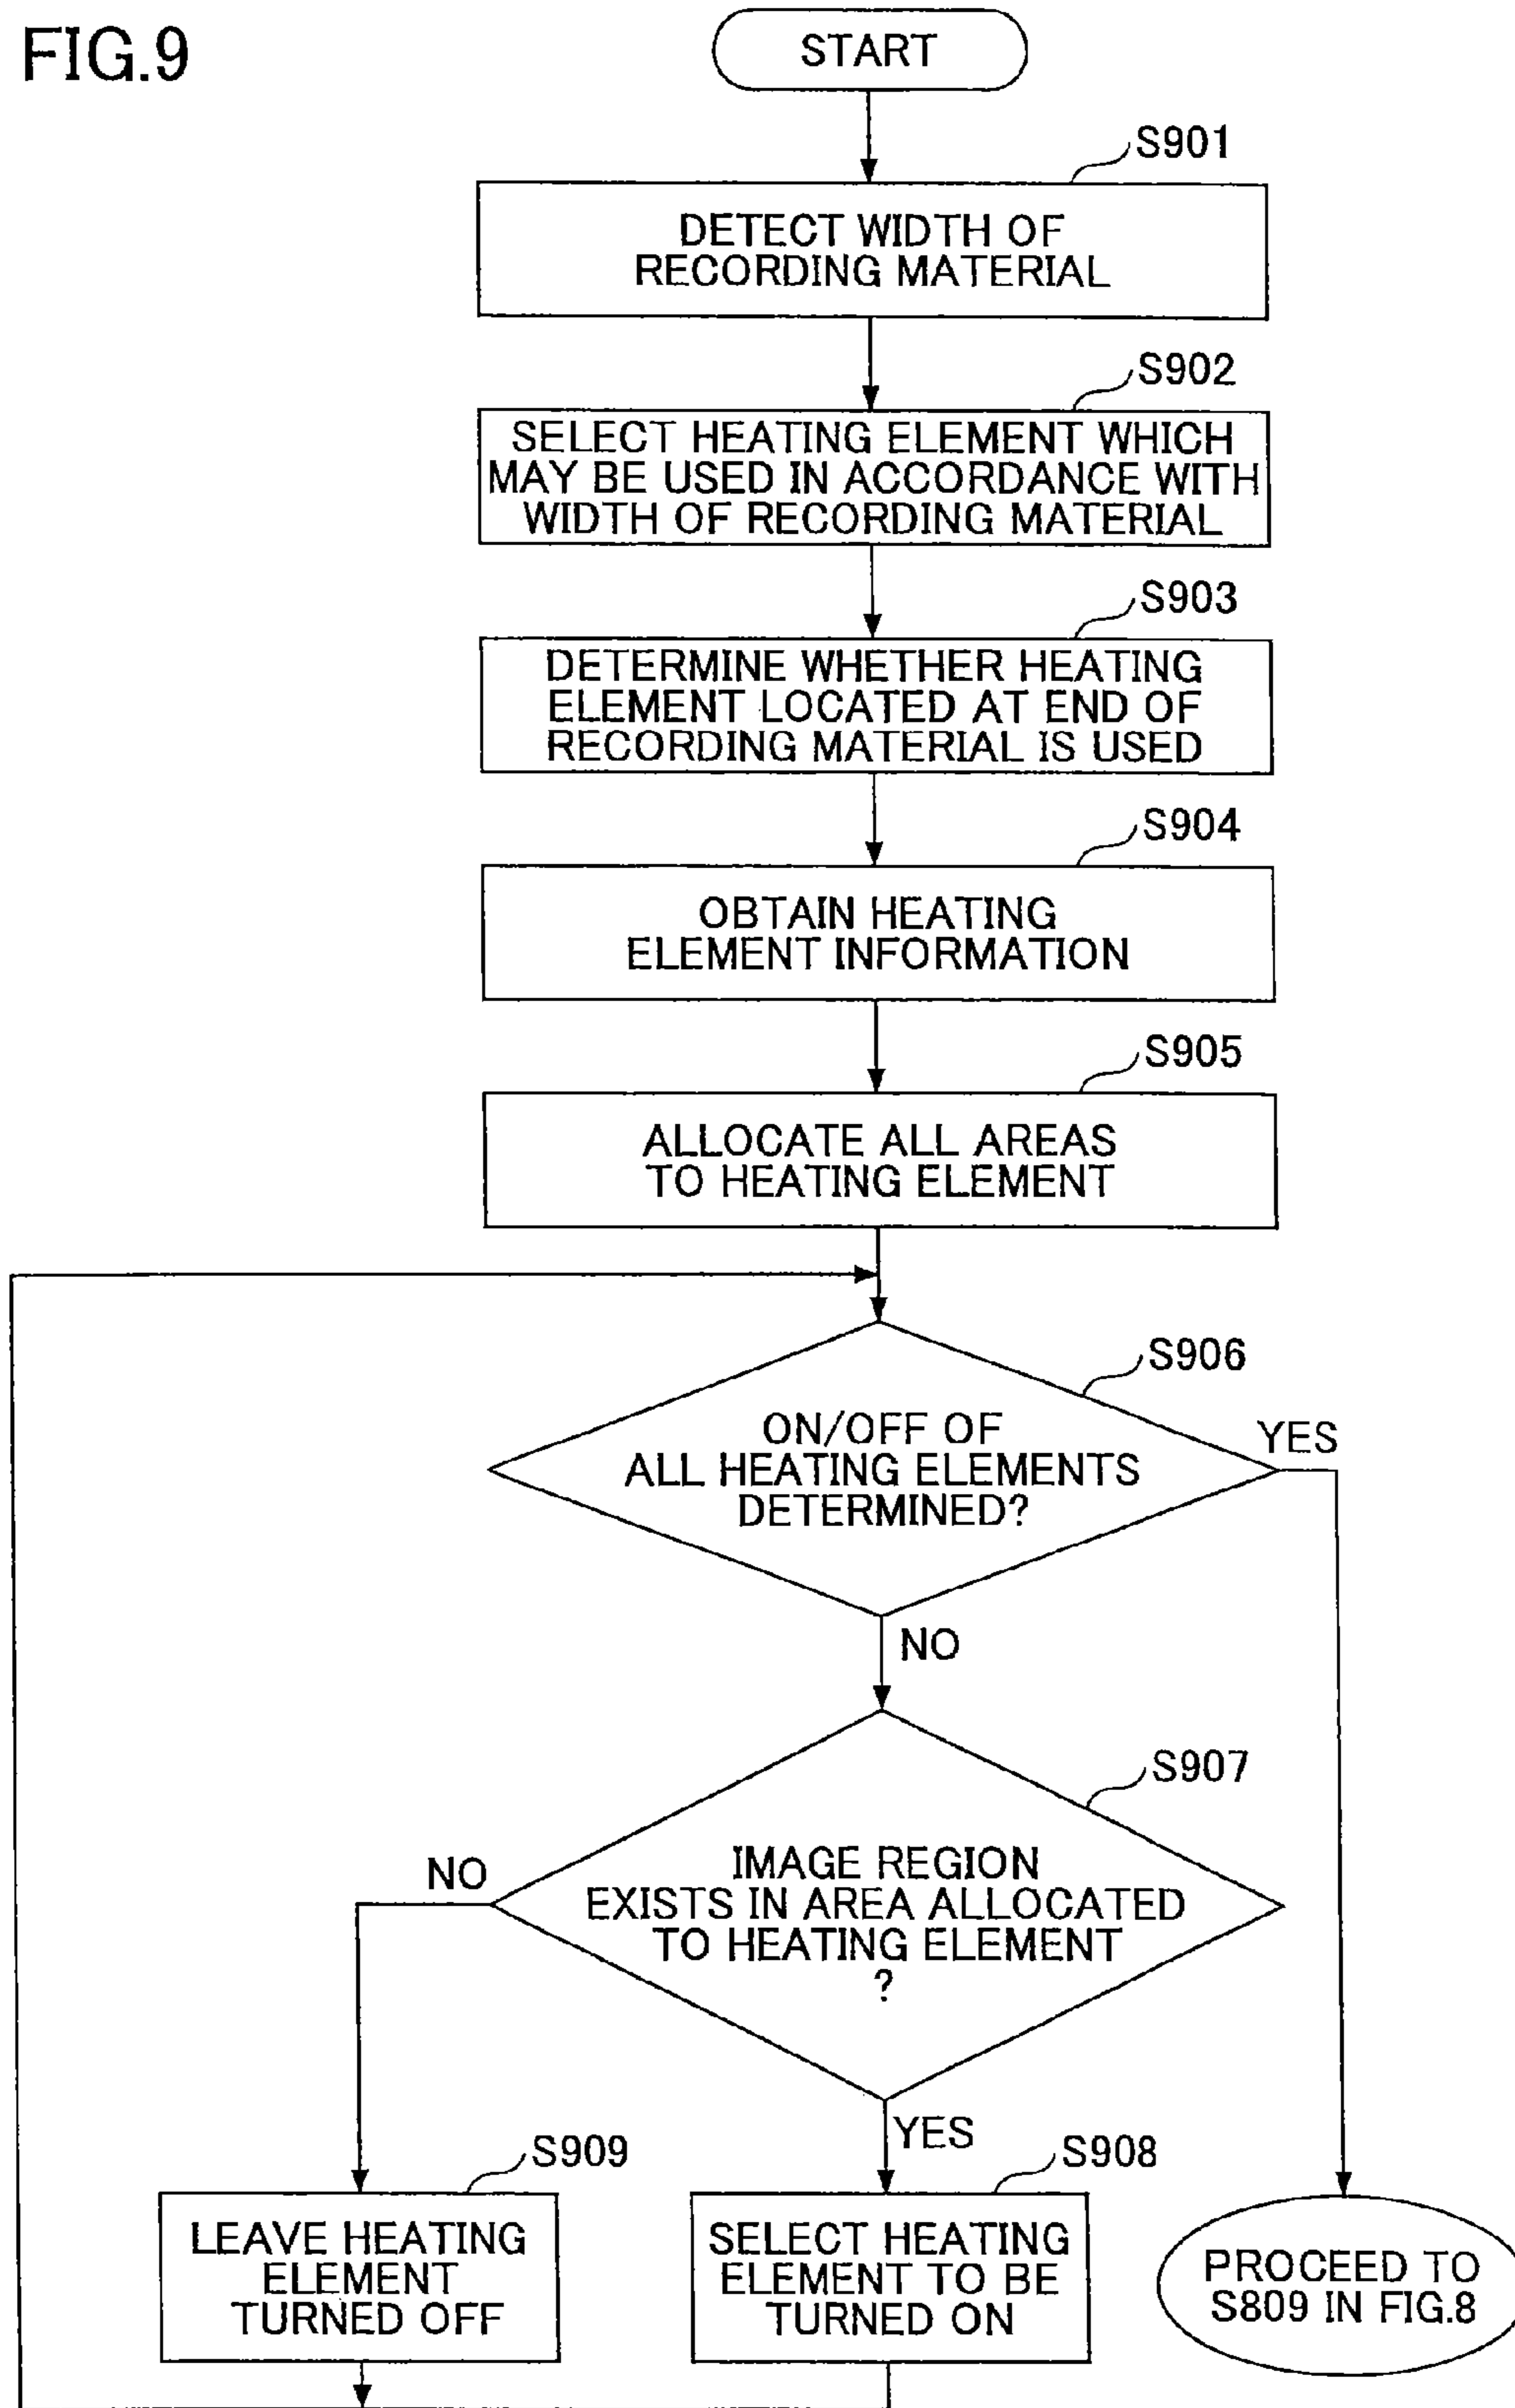 FIG.9
START
S901
DETECT WIDTH OF
RECORDING MATERIAL
S902
SELECT HEATING ELEMENT WHICH
MAY BE USED IN ACCORDANCE WITH
WIDTH OF RECORDING MATERIAL
S903
DETERMINE WHETHER HEATING
ELEMENT LOCATED AT END OF
RECORDING MATERIAL IS USED
S904
OBTAIN HEATING
ELEMENT INFORMATION
S905
ALLOCATE ALL AREAS
TO HEATING ELEMENT
S906
ON/OFF OF
ALL HEATING ELEMENTS
DETERMINED?
YES
NO
S907
IMAGE REGION
EXISTS IN AREA ALLOCATED
TO HEATING ELEMENT
?
NO
YES
S909
LEAVE HEATING
ELEMENT
TURNED OFF
S908
SELECT HEATING
ELEMENT TO BE
TURNED ON
PROCEED TO
S809 IN FIG.8